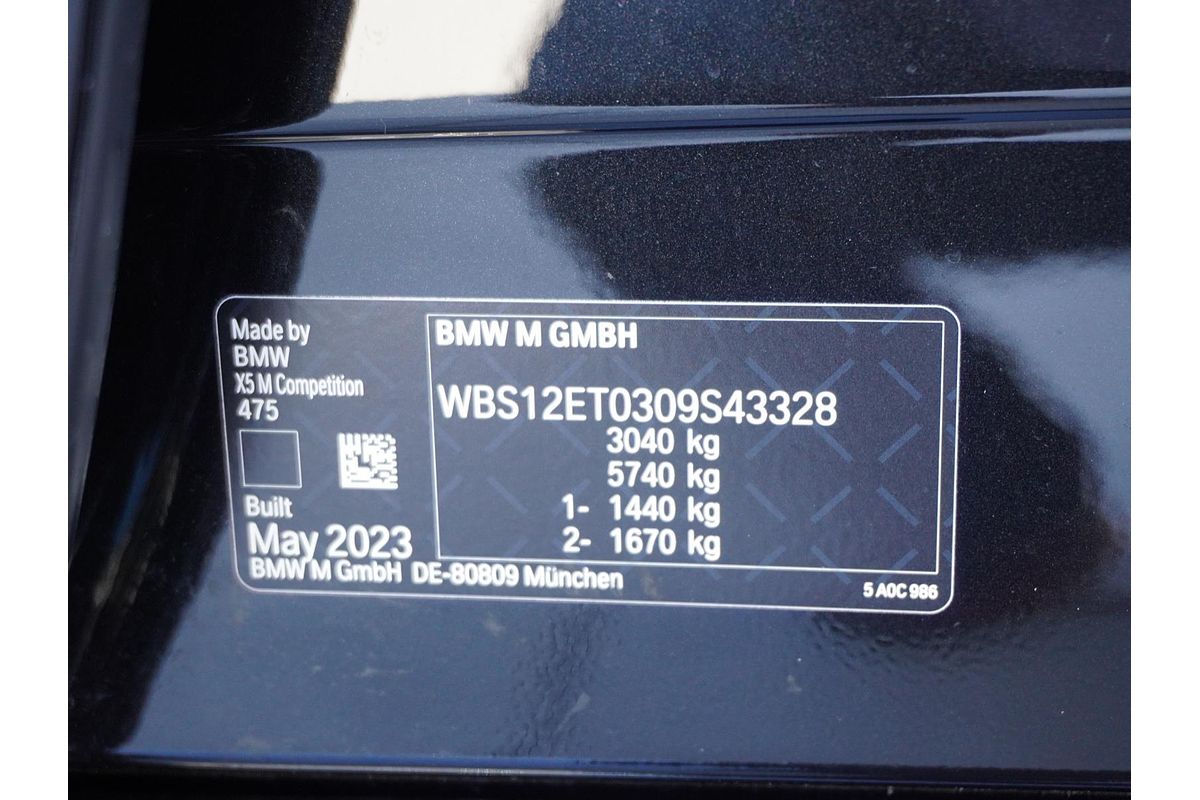 Made by
BMW
X5 M Competition
475
Built
May 2023
BMW M GMBH
WBS12ET0309S43328
3040 kg
5740 kg
1- 1440 kg
2- 1670 kg
BMW M GmbH DE-80809 München
5 A0C 986